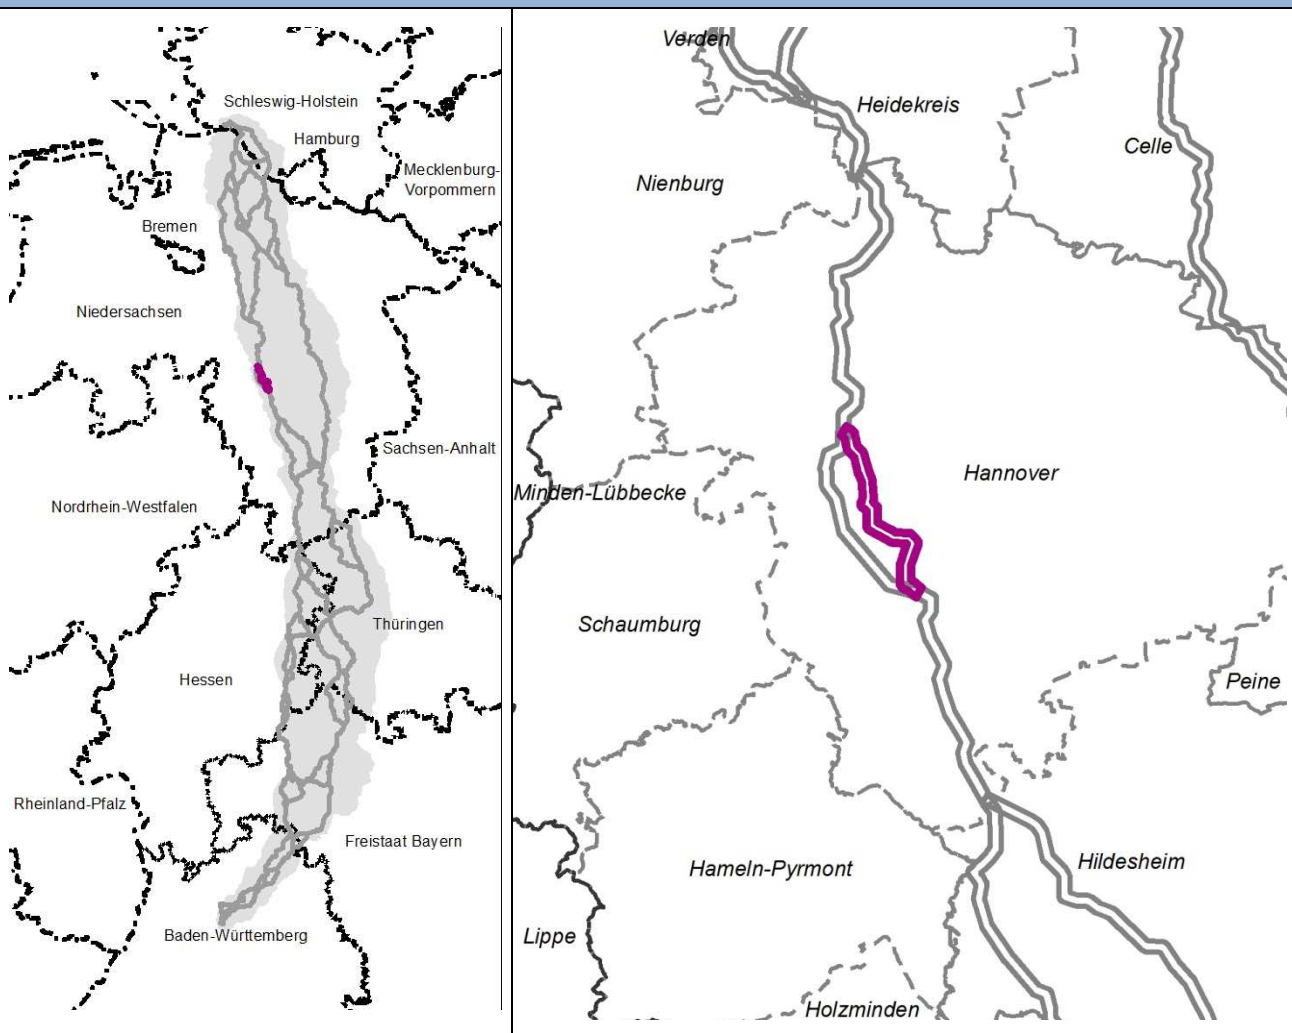 Schleswig-Holstein
Hamburg
Mecklenburg-
Vorpommern
Bremen
Niedersachsen
Sachsen-Anhalt
Nordrhein-Westfalen
Thüringen
Hessen
Rheinland-Pfalz
Freistaat Bayern
Baden-Württemberg
Verden
Heidekreis
Celle
Nienburg
Hannover
Minden-Lübbecke
Schaumburg
Peine
Hildesheim
Hameln-Pyrmont
Lippe
Holzminden